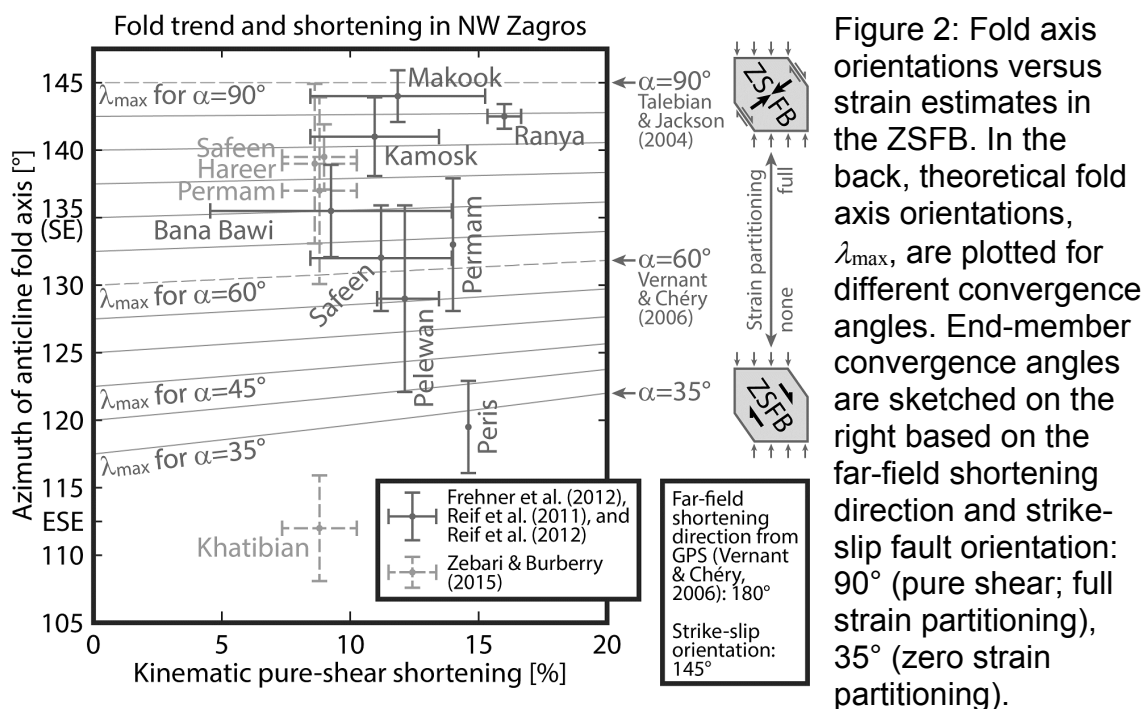 Fold trend and shortening in NW Zagros
Azimuth of anticline fold axis [°]
145
140
135
(SE)
130
125
120
115
ESE
110
105
0
5
10
15
20
Kinematic pure-shear shortening [%]
λmax for α=90°
λmax for α=60°
λmax for α=45°
λmax for α=35°
Makook
Ranya
Kamosk
Safeen
Hareer
Permam
Bana Bawi
Safeen
Pelewan
Permam
Peris
Khatibian
Frehner et al. (2012),
Reif et al. (2011), and
Reif et al. (2012)
Zebari & Burberry
(2015)
α=90°
Talebian
& Jackson
(2004)
α=60°
Vernant
& Chéry
(2006)
α=35°
ZSFB
Strain partitioning
full
none
ZSFB
Far-field
shortening
direction from
GPS (Vernant
& Chéry,
2006): 180°
Strike-slip
orientation:
145°
Figure 2: Fold axis
orientations versus
strain estimates in
the ZSFB. In the
back, theoretical fold
axis orientations,
λmax, are plotted for
different convergence
angles. End-member
convergence angles
are sketched on the
right based on the
far-field shortening
direction and strike-
slip fault orientation:
90° (pure shear; full
strain partitioning),
35° (zero strain
partitioning).